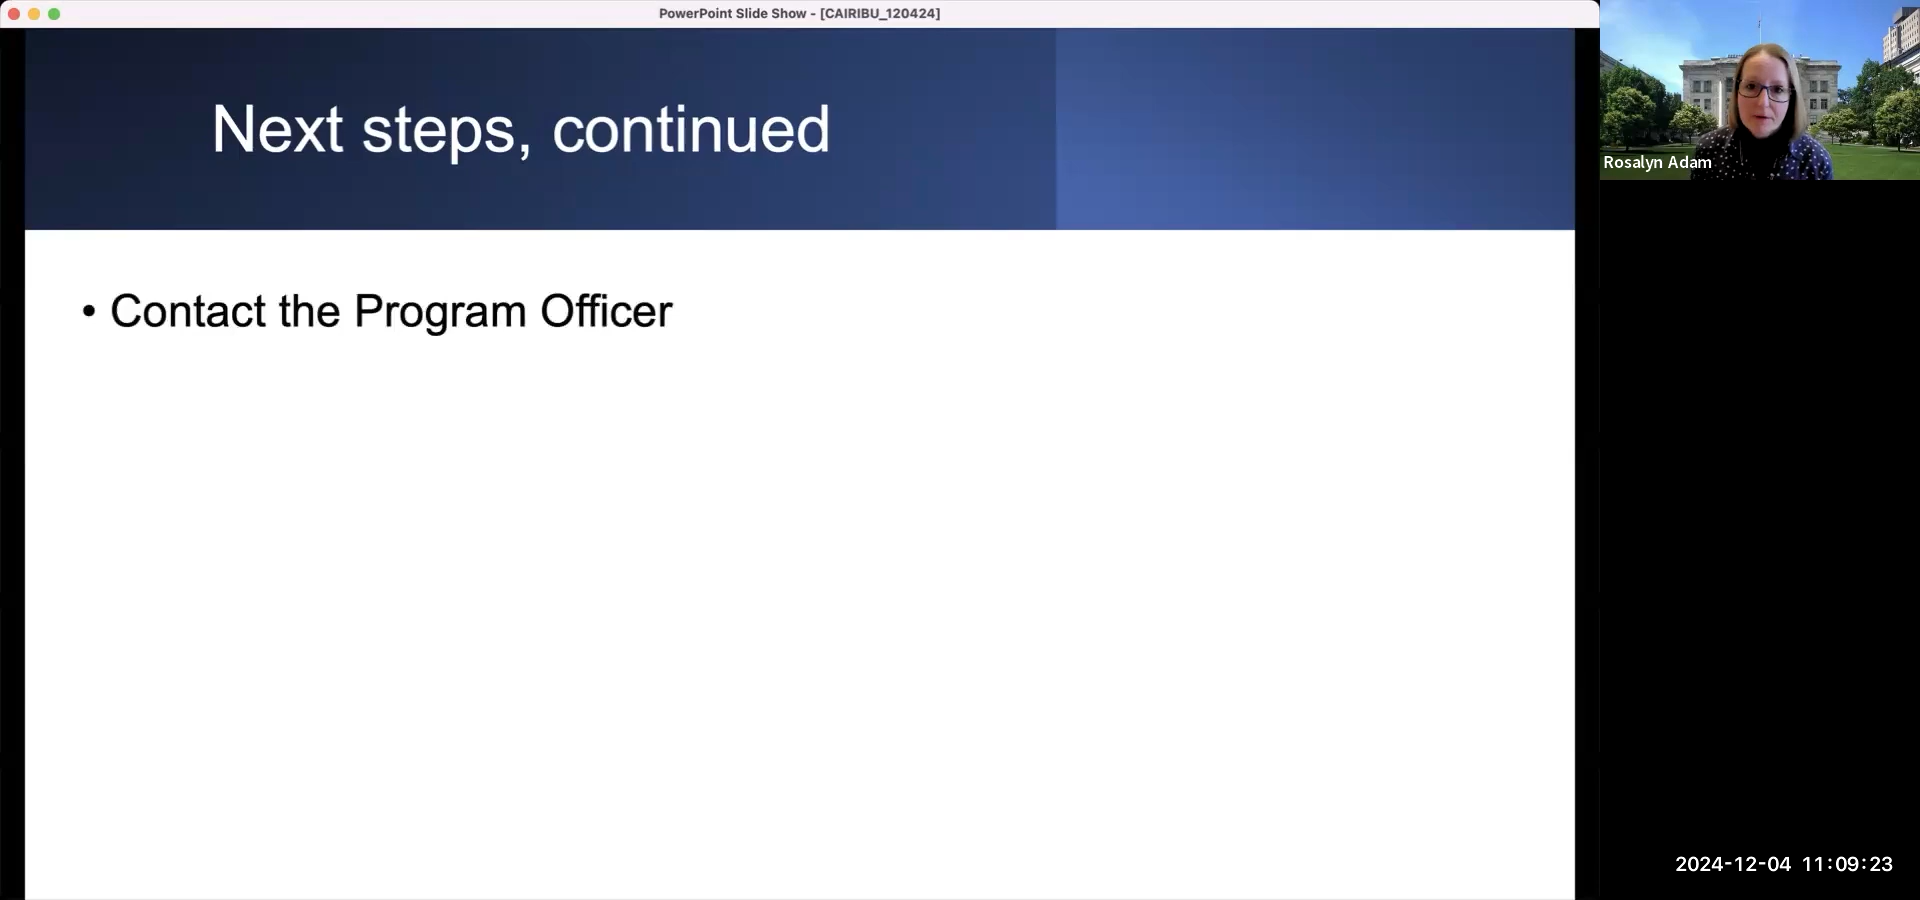 PowerPoint Slide Show - [CAIRIBU_120424]
Next steps, continued
• Contact the Program Officer
Rosalyn Adam
2024-12-04 11:09:23